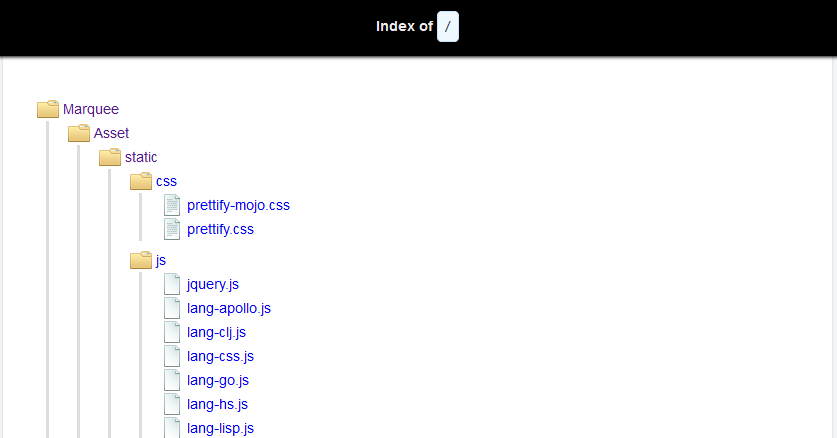 Index of /
Marquee
Asset
static
css
prettify-mojo.css
prettify.css
js
jquery.js
lang-apollo.js
lang-clj.js
lang-css.js
lang-go.js
lang-hs.js
lang-lisp.js